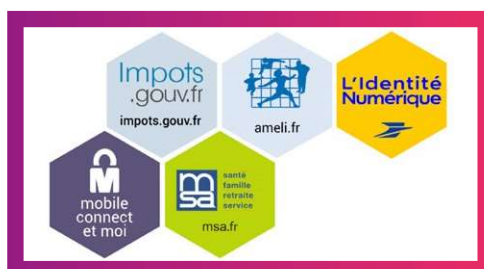 Impots
.gouv.fr
impots.gouv.fr
ameli.fr
L'Identité
Numérique
M
mobile
connect
et moi
msa
santé
famille
retraite
service
msa.fr